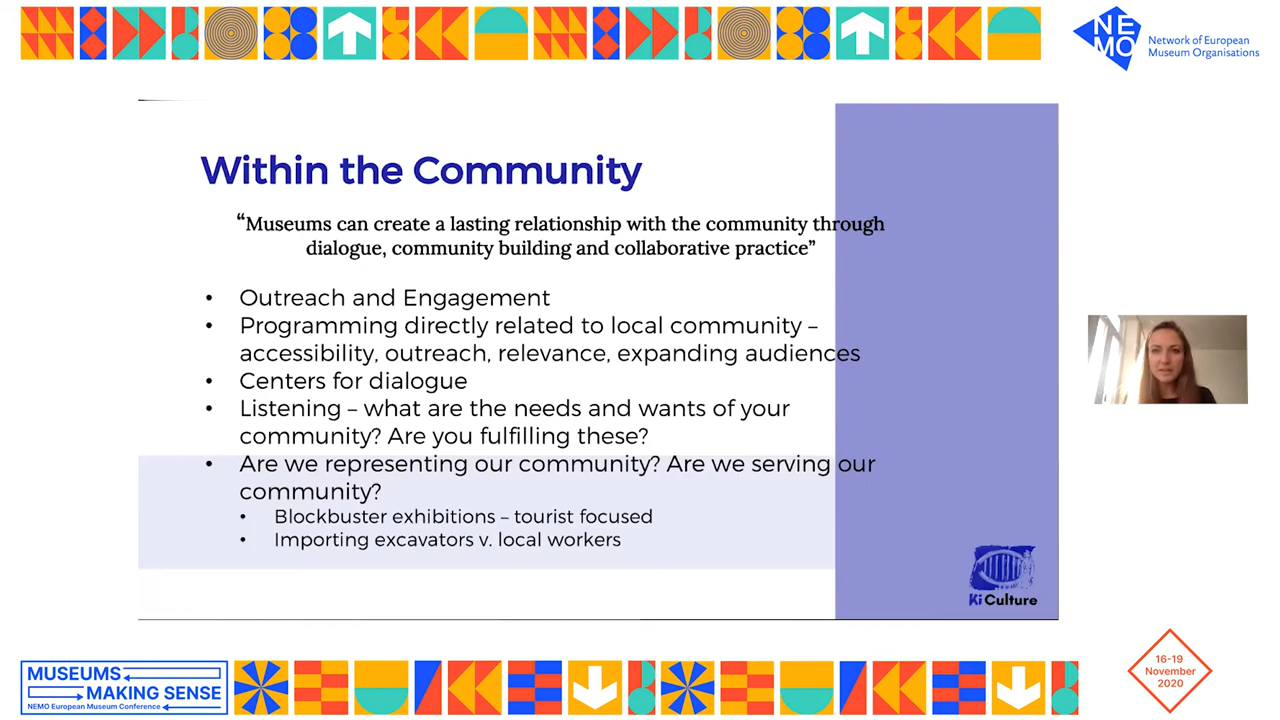 NE
MO
Network of European
Museum Organisations
Within the Community
“Museums can create a lasting relationship with the community through
dialogue, community building and collaborative practice”
• Outreach and Engagement
• Programming directly related to local community –
accessibility, outreach, relevance, expanding audiences
• Centers for dialogue
• Listening – what are the needs and wants of your
community? Are you fulfilling these?
• Are we representing our community? Are we serving our
community?
• Blockbuster exhibitions – tourist focused
• Importing excavators v. local workers
Ki Culture
MUSEUMS
MAKING SENSE
NEMO European Museum Conference
16-19
November
2020